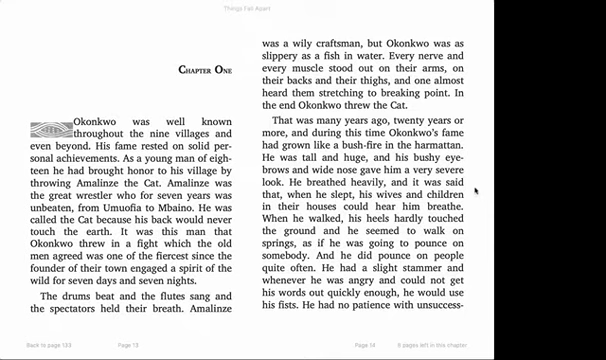 Things Fall Apart
CHAPTER ONE
Okonkwo was well known
throughout the nine villages and
even beyond. His fame rested on solid per-
sonal achievements. As a young man of eigh-
teen he had brought honor to his village by
throwing Amalinze the Cat. Amalinze was
the great wrestler who for seven years was
unbeaten, from Umuofia to Mbaino. He was
called the Cat because his back would never
touch the earth. It was this man that
Okonkwo threw in a fight which the old
men agreed was one of the fiercest since the
founder of their town engaged a spirit of the
wild for seven days and seven nights.
The drums beat and the flutes sang and
the spectators held their breath. Amalinze
was a wily craftsman, but Okonkwo was as
slippery as a fish in water. Every nerve and
every muscle stood out on their arms, on
their backs and their thighs, and one almost
heard them stretching to breaking point. In
the end Okonkwo threw the Cat.
That was many years ago, twenty years or
more, and during this time Okonkwo's fame
had grown like a bush-fire in the harmattan.
He was tall and huge, and his bushy eye-
brows and wide nose gave him a very severe
look. He breathed heavily, and it was said
that, when he slept, his wives and children
in their houses could hear him breathe.
When he walked, his heels hardly touched
the ground and he seemed to walk on
springs, as if he was going to pounce on
somebody. And he did pounce on people
quite often. He had a slight stammer and
whenever he was angry and could not get
his words out quickly enough, he would use
his fists. He had no patience with unsuccess-
Back to page 133
Page 13
Page 14
8 pages left in this chapter